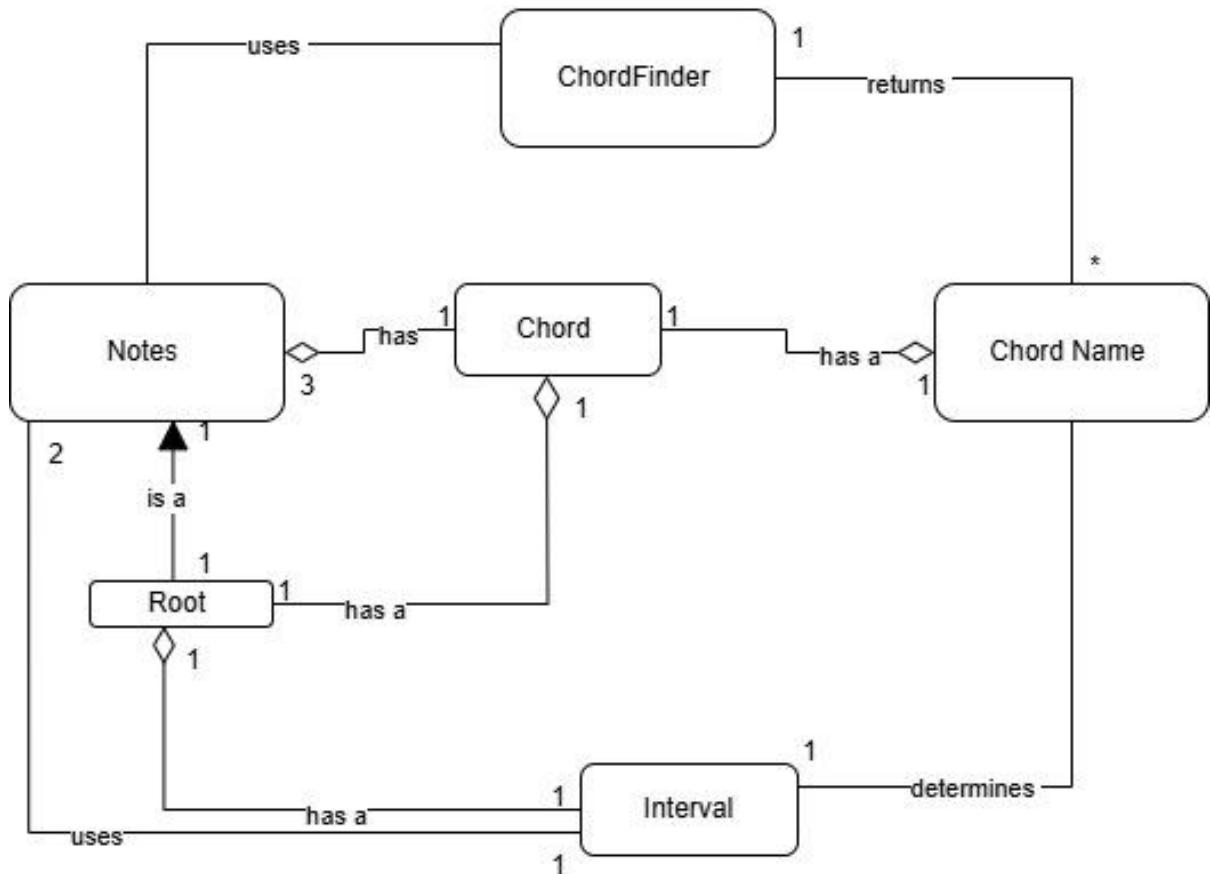 uses
ChordFinder
1
returns
*
Notes
3
has
1
Chord
1
has a
1
Chord Name
2
1
1
is a
1
Root
1
has a
1
1
has a
uses
1
1
Interval
1
determines